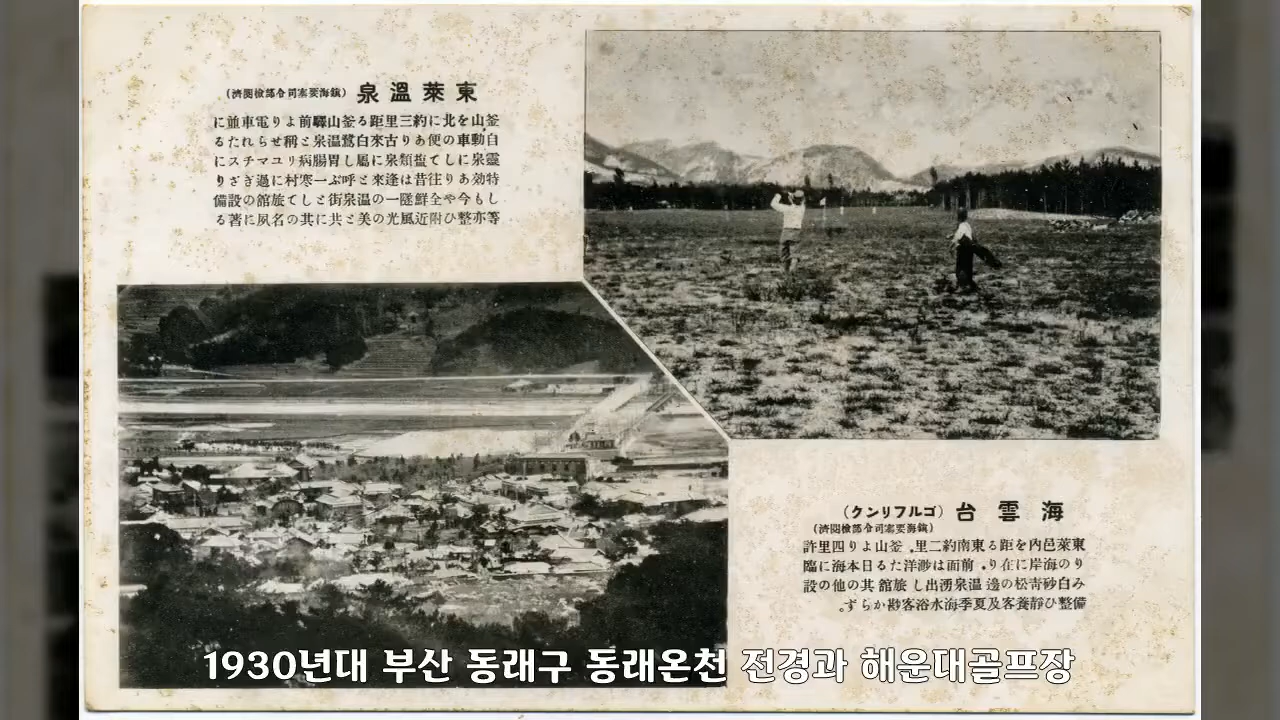 東萊溫泉 (鎭海要塞司令部檢閱濟)
釜山を北に約三里距る釜山驛前より電車並に
自動車の便あり古來白鷺溫泉と稱せられたる
靈泉にして塩類泉に屬し胃腸病リユマチスに
特効あり往昔は蓬來と呼ぶ一寒村に過ぎざり
しも今や全鮮隨一の溫泉街として旅館の設備
等亦整ひ附近風光の美と共に其の名夙に著る
海雲台 (ゴルフリンク)
(鎭海要塞司令部檢閱濟)
東萊邑內を距る東南約二里、釜山より四里許
りの海岸に在り、前面は渺洋たる日本海に臨
み白砂靑松の邊 溫泉湧出し 旅館 其の他の設
備整ひ靜養客及夏季海水浴客尠からず。
1930년대 부산 동래구 동래온천 전경과 해운대골프장